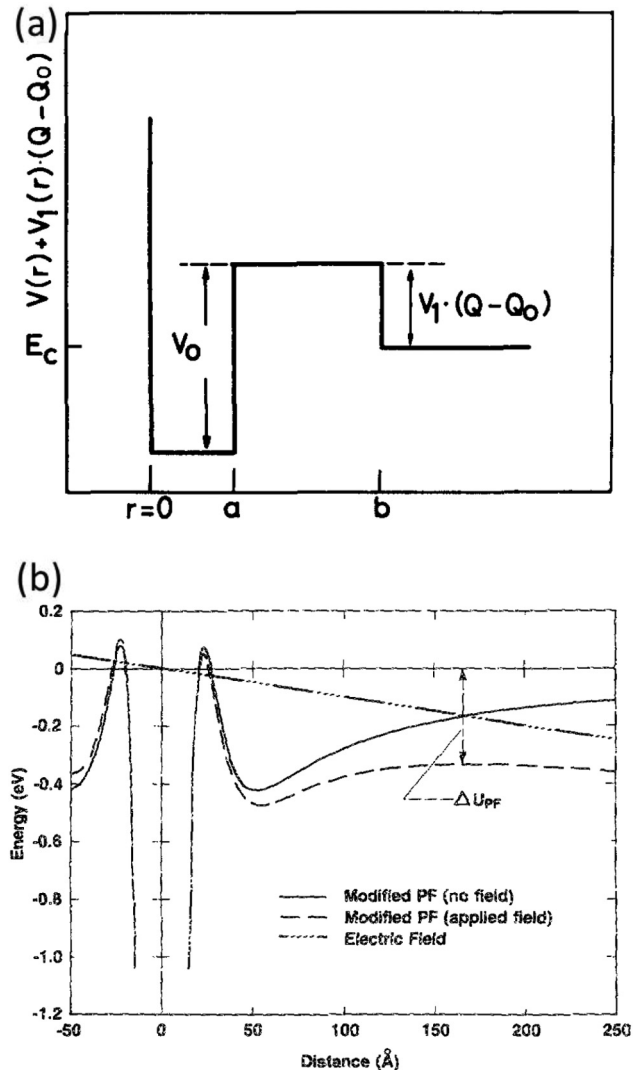 (a)
V(r)+V₁(r)·(Q-Q₀)
V₀
V₁·(Q-Q₀)
E_C
r=0
a
b
(b)
0.2
0
-0.2
-0.4
-0.6
-0.8
-1.0
-1.2
Energy (eV)
ΔU_PF
Modified PF (no field)
Modified PF (applied field)
Electric Field
-50
0
50
100
150
200
250
Distance (Å)